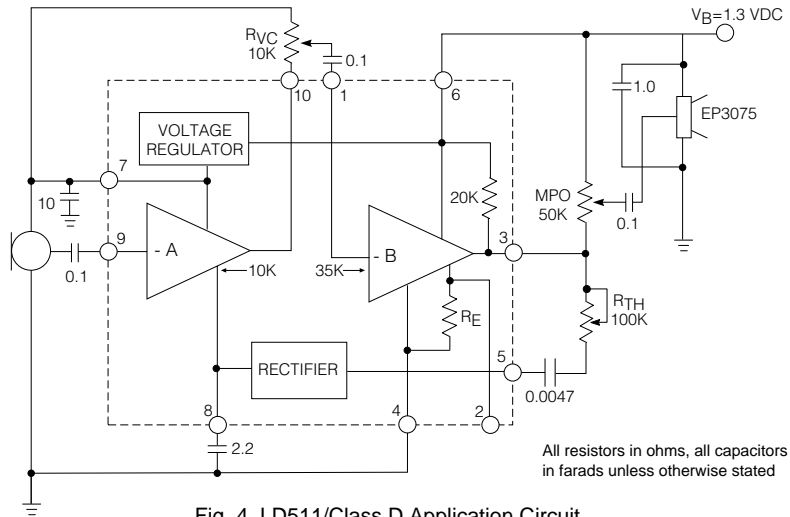 VB=1.3 VDC
RVC
10K
0.1
10
1
6
1.0
EP3075
VOLTAGE
REGULATOR
7
20K
MPO
50K
0.1
10
9
- A
- B
3
0.1
10K
35K
RE
RTH
100K
RECTIFIER
5
0.0047
8
4
2
2.2
All resistors in ohms, all capacitors
in farads unless otherwise stated